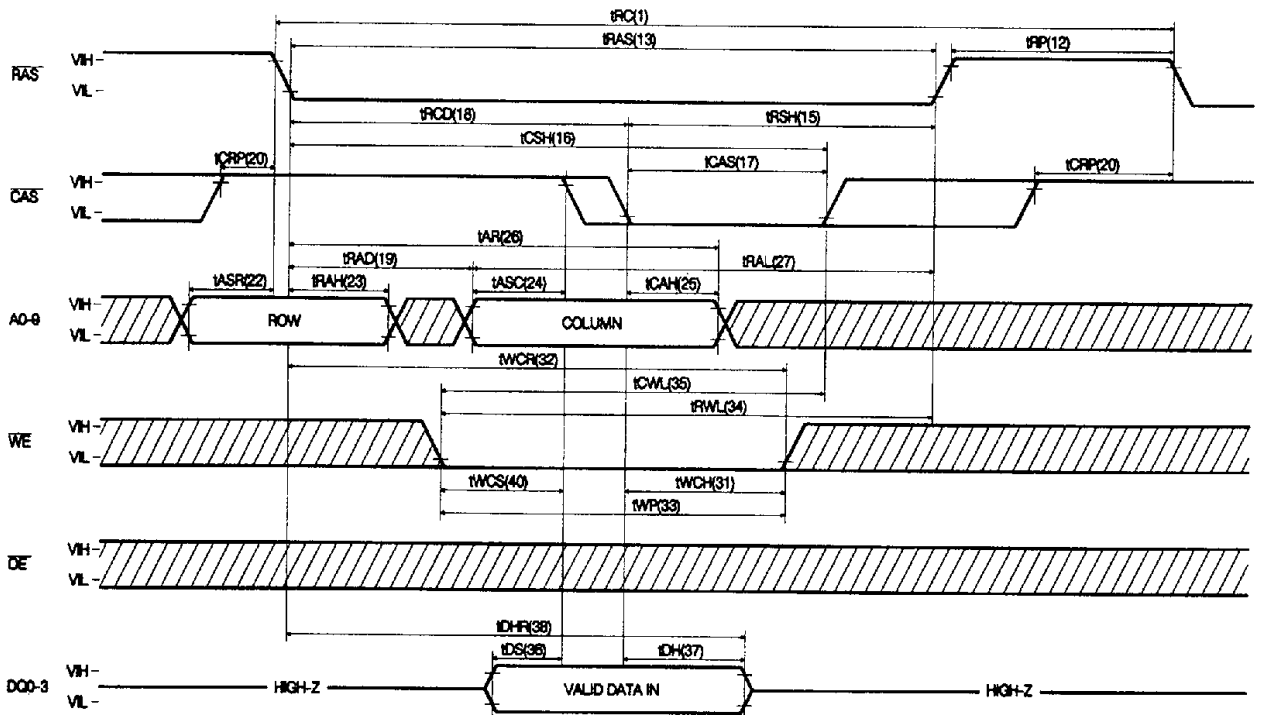 tRC(1)
tRAS(13)
tRP(12)
RAS
VIH
VIL
tRCD(18)
tRSH(15)
tCSH(16)
tCRP(20)
tCAS(17)
tCRP(20)
CAS
VIH
VIL
tAR(26)
tRAD(19)
tRAL(27)
tASR(22)
tRAH(23)
tASC(24)
tCAH(25)
A0-9
VIH
VIL
ROW
COLUMN
tWCR(32)
tCWL(35)
tRWL(34)
WE
VIH
VIL
tWCS(40)
tWCH(31)
tWP(33)
OE
VIH
VIL
tDHR(38)
tDS(36)
tDH(37)
DQ0-3
VIH
VIL
HIGH-Z
VALID DATA IN
HIGH-Z